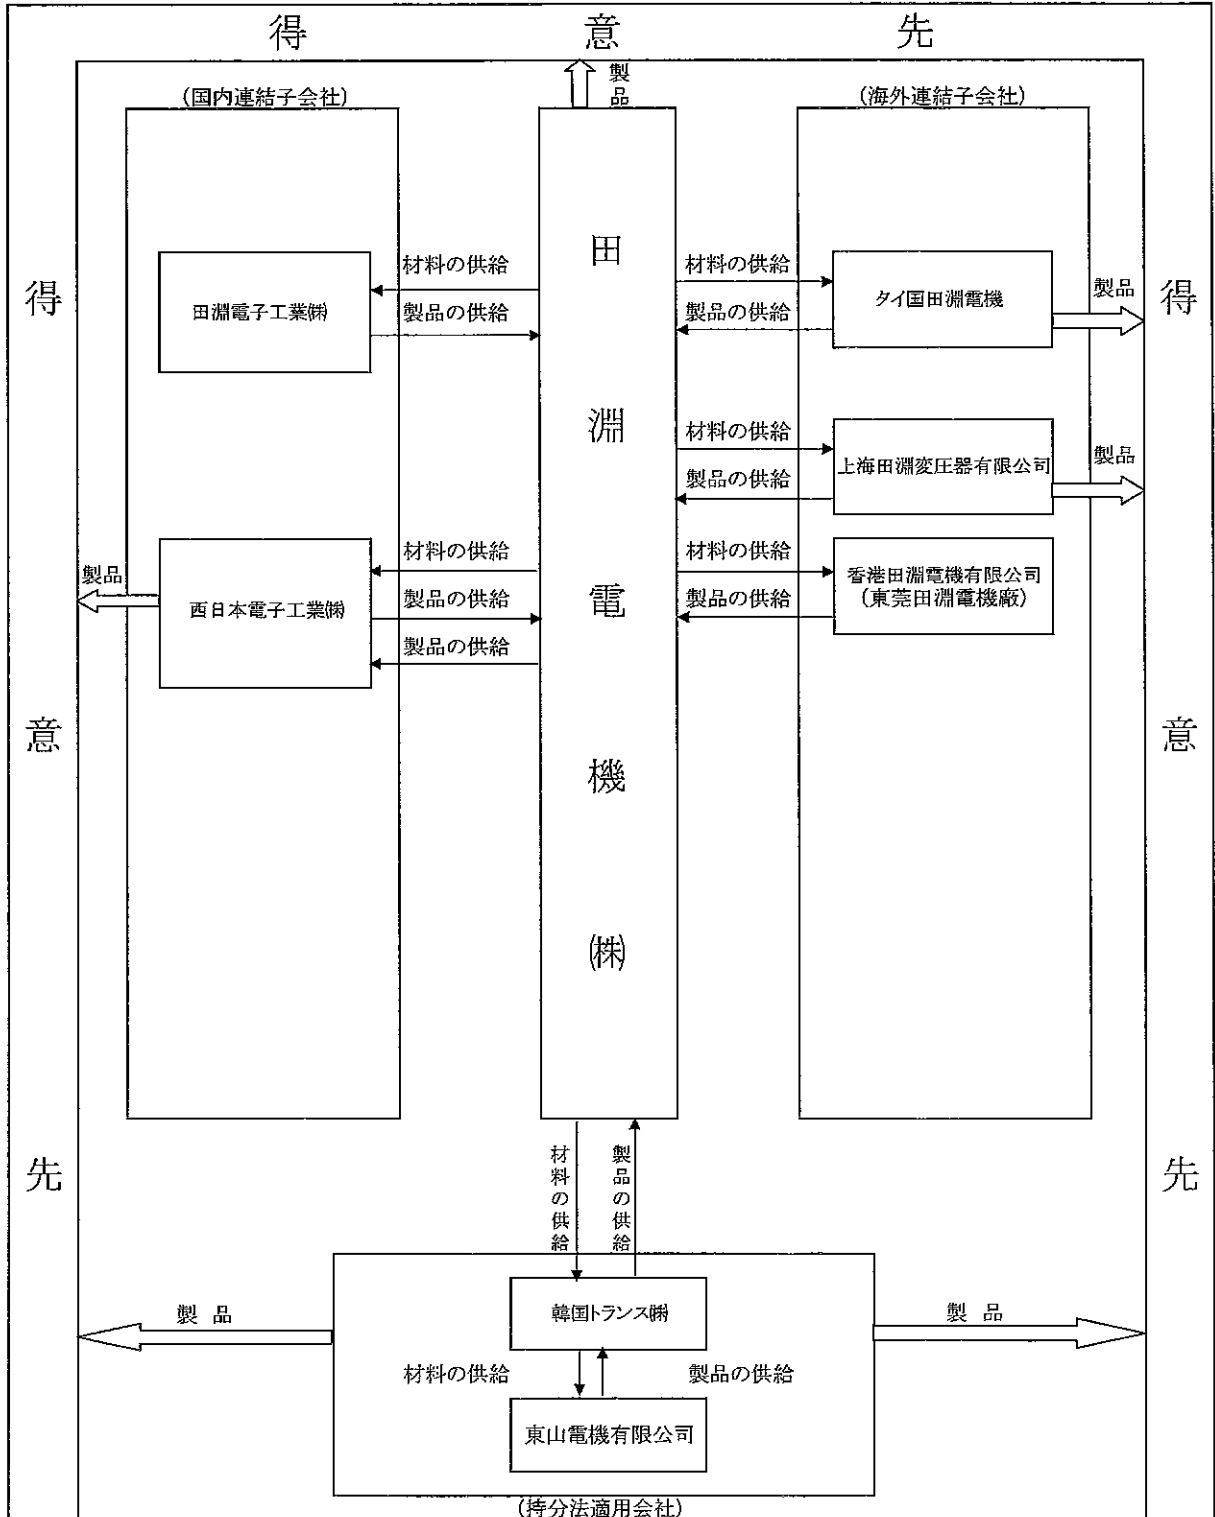 得意先
製品
(国内連結子会社)
(海外連結子会社)
得意先
田淵電機㈱
得意先
田淵電子工業㈱
材料の供給
製品の供給
材料の供給
製品の供給
タイ国田淵電機
製品
材料の供給
製品の供給
上海田淵変圧器有限公司
製品
製品
西日本電子工業㈱
材料の供給
製品の供給
製品の供給
材料の供給
製品の供給
香港田淵電機有限公司
(東莞田淵電機廠)
材料の供給
製品の供給
製品
韓国トランス㈱
製品
材料の供給
製品の供給
東山電機有限公司
(持分法適用会社)